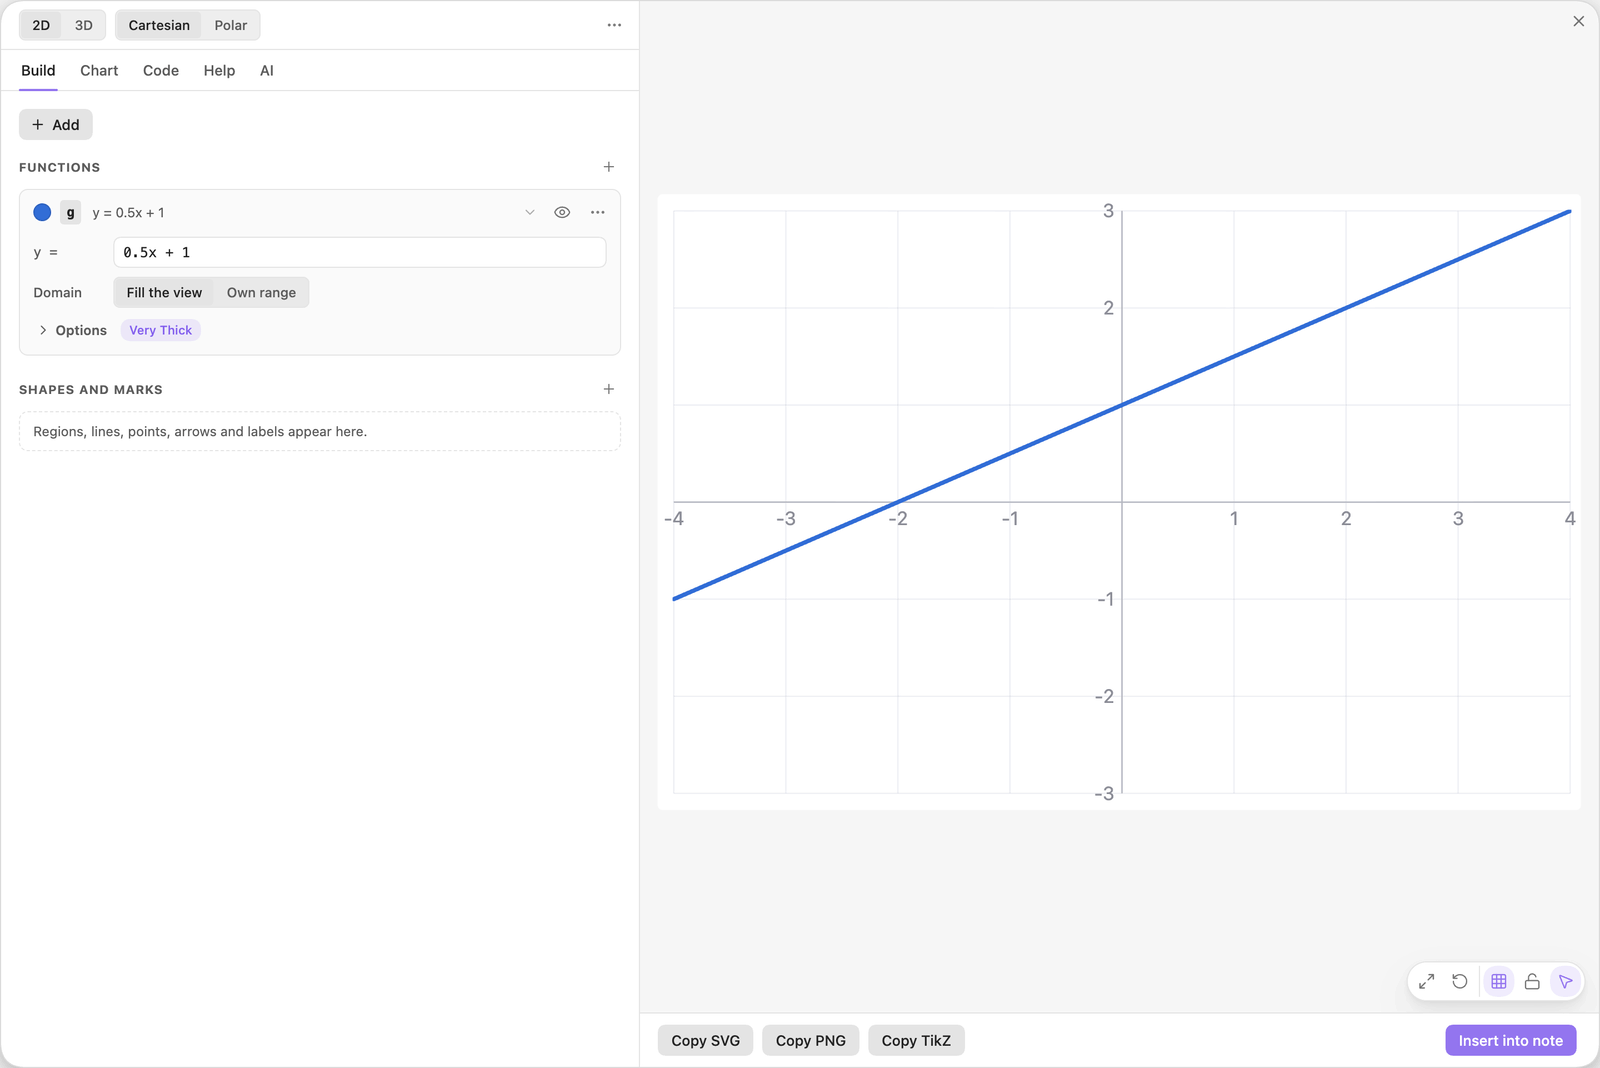 2D 3D Cartesian Polar
Build Chart Code Help AI
+ Add
FUNCTIONS
g y = 0.5x + 1
y = 0.5x + 1
Domain Fill the view Own range
Options Very Thick
SHAPES AND MARKS
Regions, lines, points, arrows and labels appear here.
3
2
-4 -3 -2 -1 1 2 3 4
-1
-2
-3
Copy SVG Copy PNG Copy TikZ Insert into note